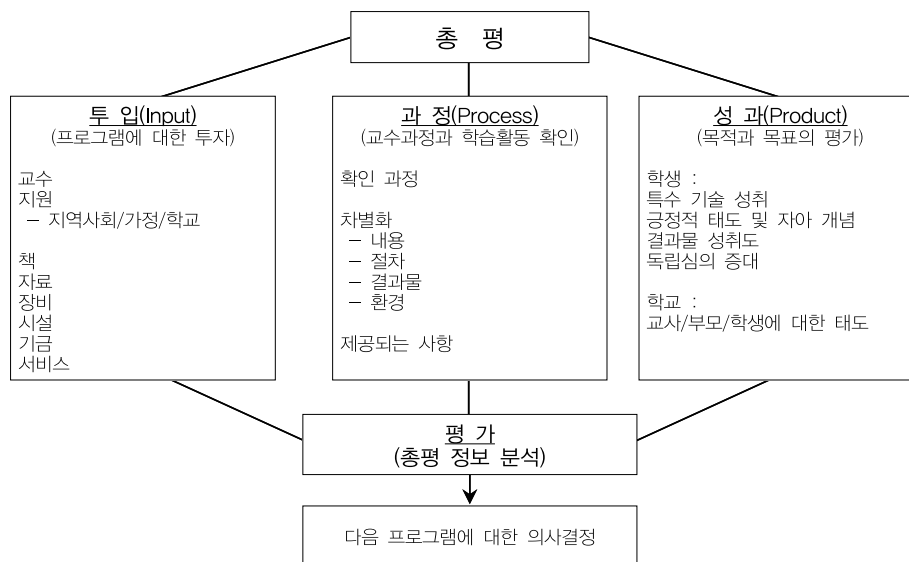 총 평
투 입(Input)
(프로그램에 대한 투자)
교수
지원
− 지역사회/가정/학교
책
자료
장비
시설
기금
서비스
과 정(Process)
(교수과정과 학습활동 확인)
확인 과정
차별화
− 내용
− 절차
− 결과물
− 환경
제공되는 사항
성 과(Product)
(목적과 목표의 평가)
학생 :
특수 기술 성취
긍정적 태도 및 자아 개념
결과물 성취도
독립심의 증대
학교 :
교사/부모/학생에 대한 태도
평 가
(총평 정보 분석)
다음 프로그램에 대한 의사결정